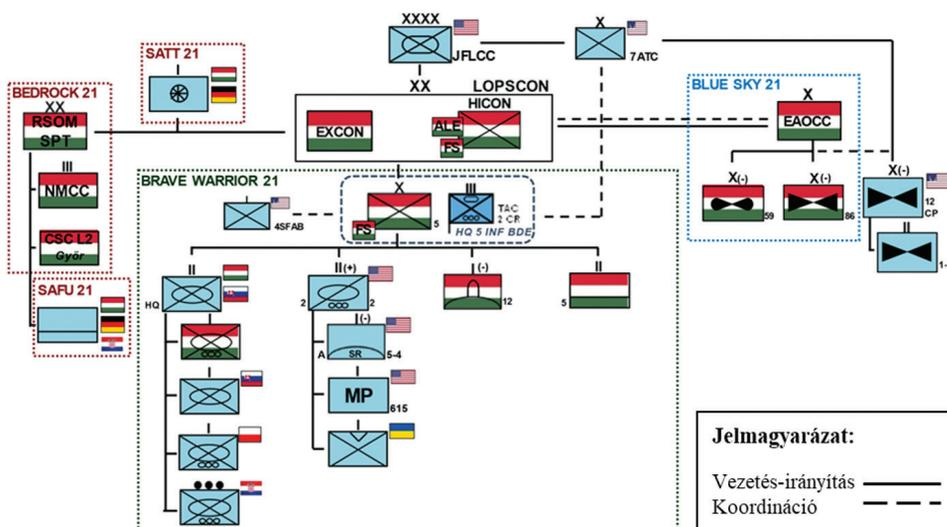 XXXX
JFLCC
X
7ATC
SATT 21
BEDROCK 21
XX
RSOM
SPT
III
NMCC
CSC L2
Győr
SAFU 21
XX
LOPSCON
HICON
EXCON
ALE
FS
BLUE SKY 21
X
EAOCC
X(-)
59
X(-)
86
X(-)
12
CP
II
1-
BRAVE WARRIOR 21
4SFAB
X
FS
5
III
TAC
2 CR
HQ 5 INF BDE
II
HQ
I
I
I
II(+)
2
2
(-)
A
SR
5-4
I
MP
615
I
(-)
12
II
5
Jelmagyarázat:
Vezetés-irányítás
Koordináció